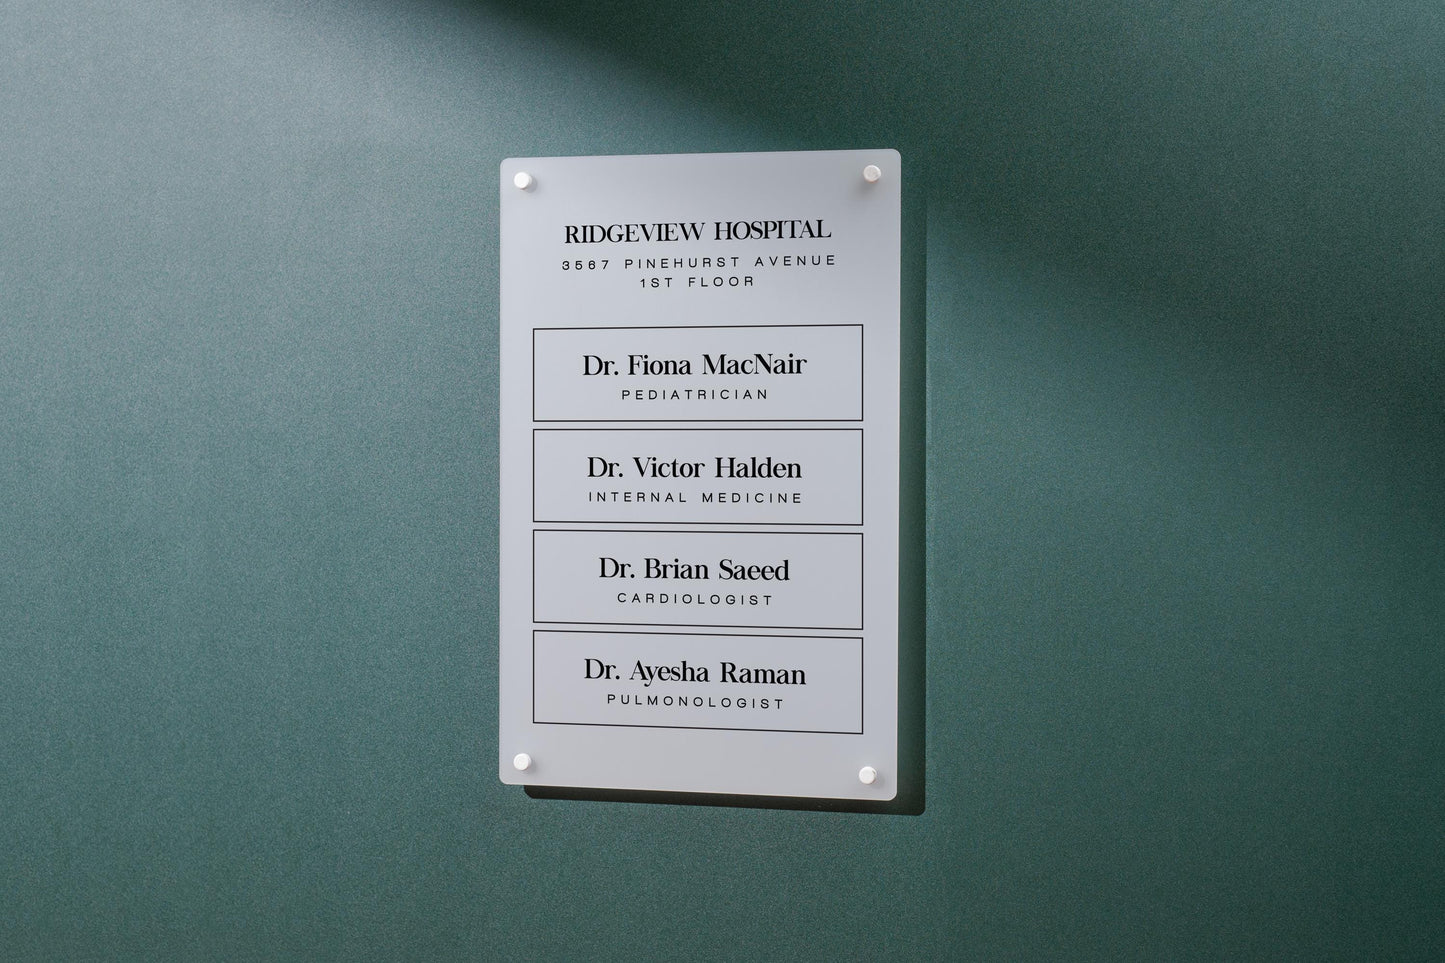 RIDGEVIEW HOSPITAL
3567 PINEHURST AVENUE
1ST FLOOR
Dr. Fiona MacNair
PEDIATRICIAN
Dr. Victor Halden
INTERNAL MEDICINE
Dr. Brian Saeed
CARDIOLOGIST
Dr. Ayesha Raman
PULMONOLOGIST